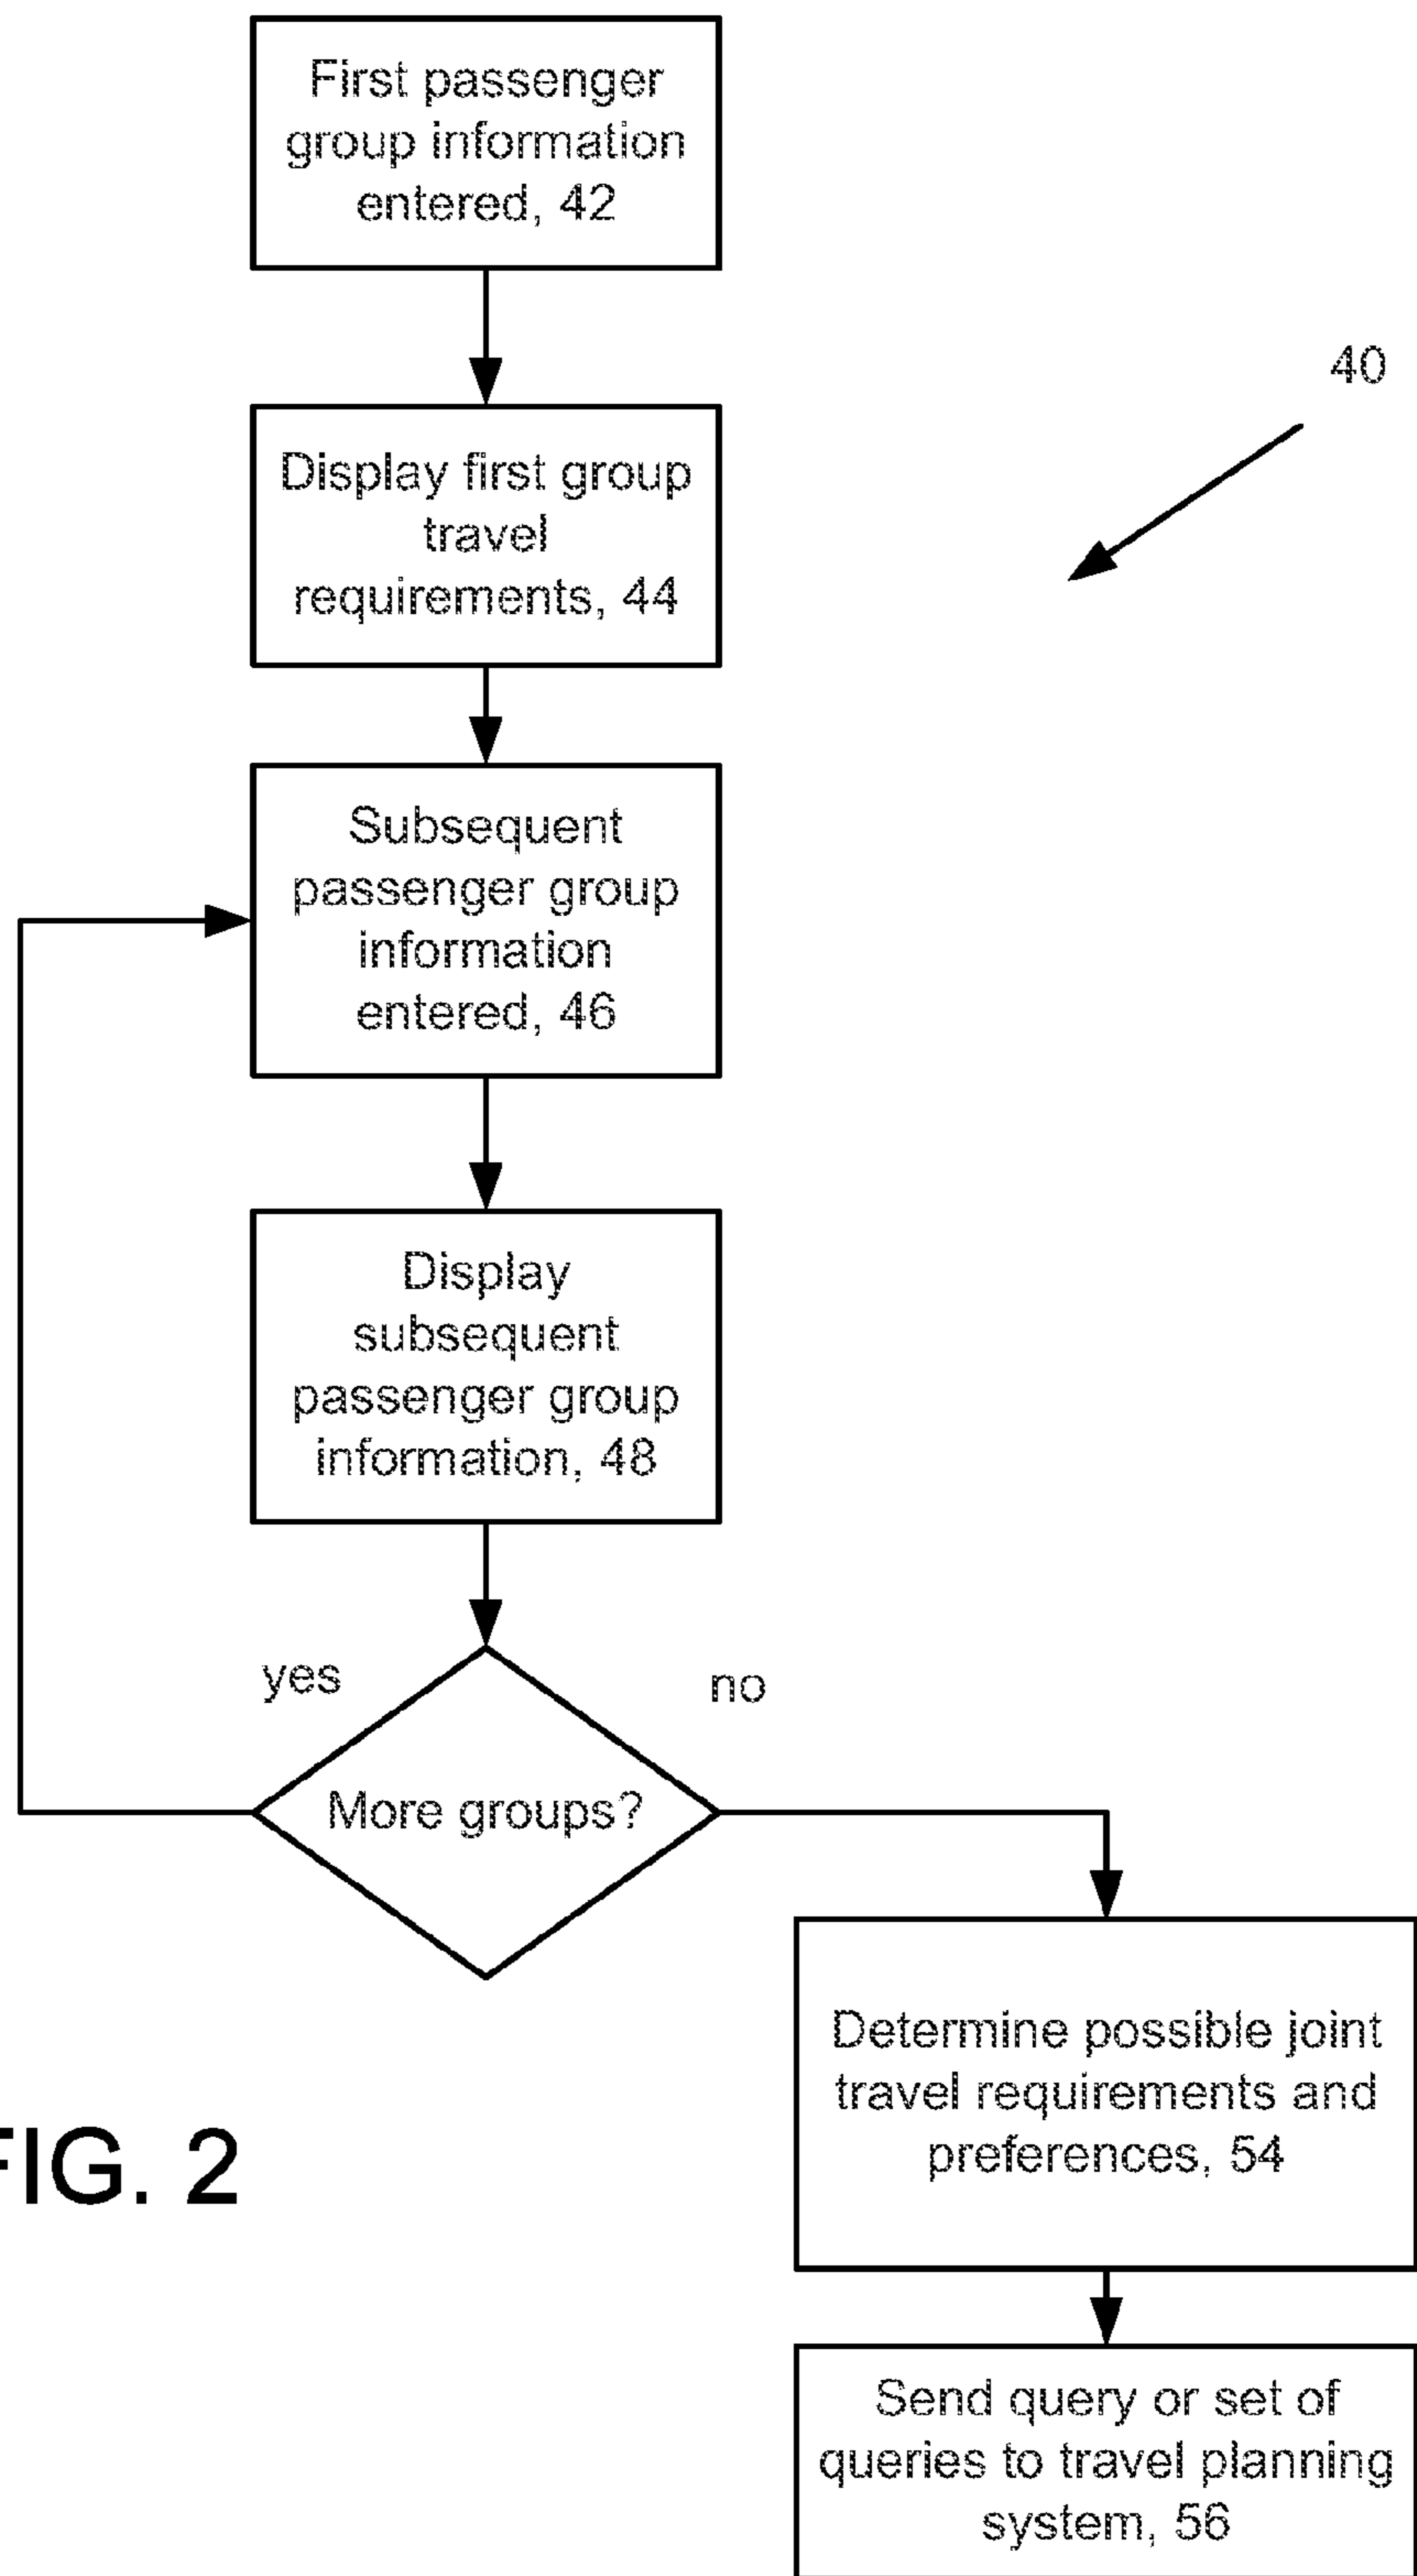 First passenger
group information
entered, 42
40
Display first group
travel
requirements, 44
Subsequent
passenger group
information
entered, 46
Display
subsequent
passenger group
information, 48
yes
no
More groups?
Determine possible joint
travel requirements and
preferences, 54
FIG. 2
Send query or set of
queries to travel planning
system, 56